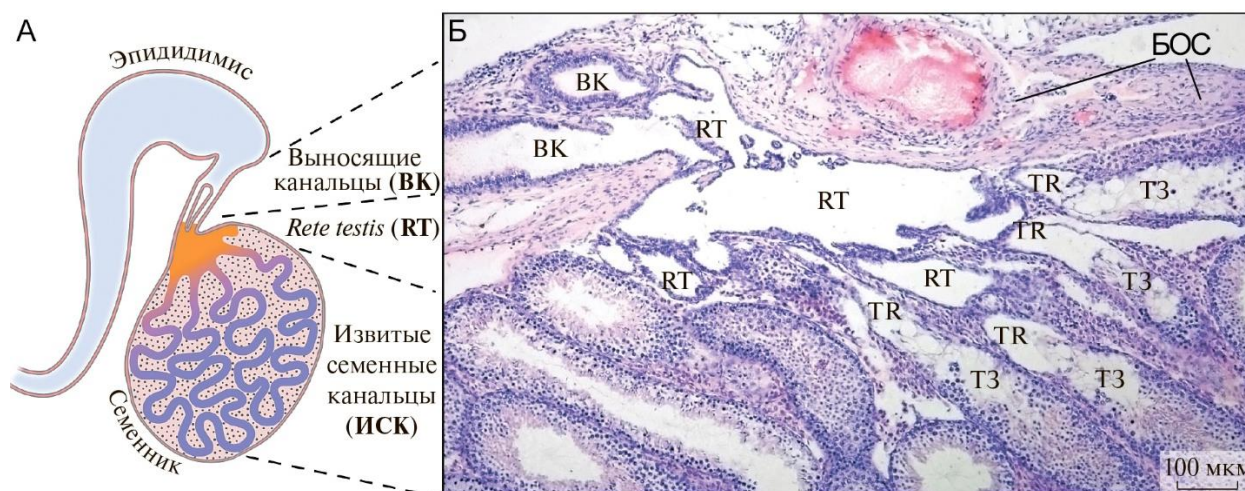 А
Эпидидимис
Выносящие
канальцы (ВК)
Rete testis (RT)
Извитые
семенные
канальцы
(ИСК)
Семенник
Б
БОС
ВК
RT
ВК
TR
ТЗ
RT
TR
RT
RT
ТЗ
TR
TR
ТЗ
ТЗ
100 мкм